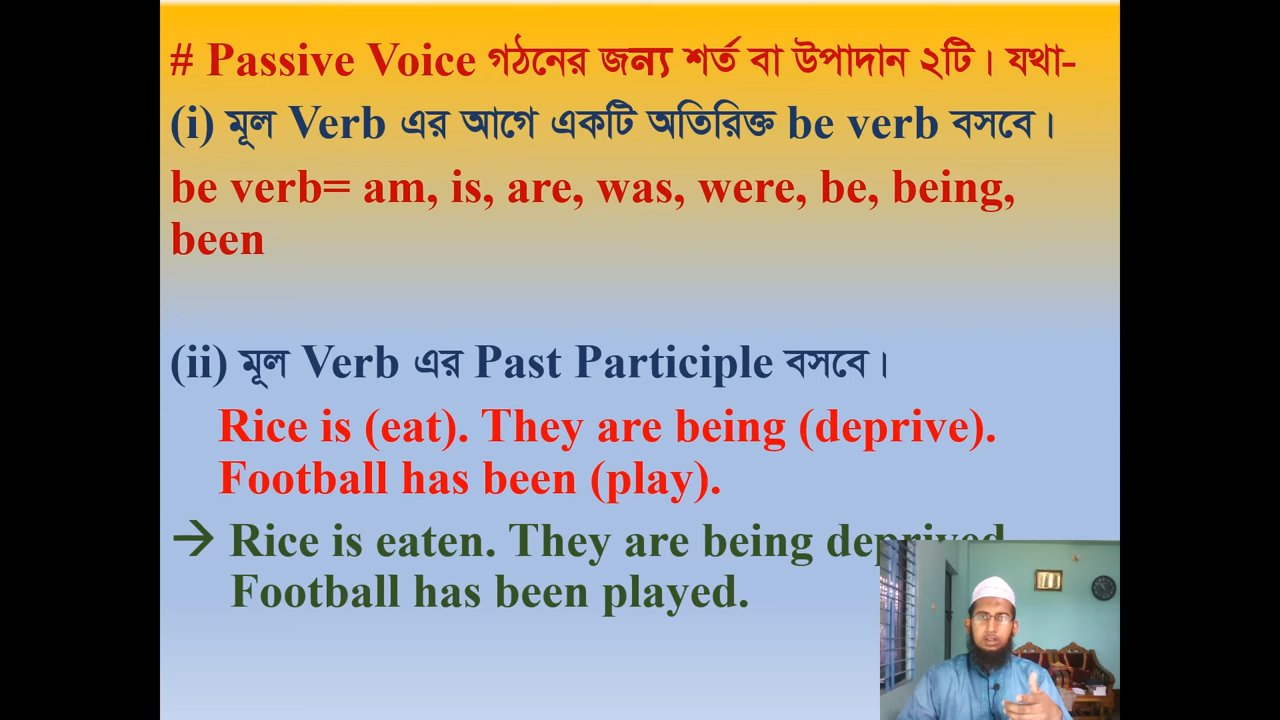 # Passive Voice গঠনের জন্য শর্ত বা উপাদান ২টি। যথা-
(i) মূল Verb এর আগে একটি অতিরিক্ত be verb বসবে।
be verb= am, is, are, was, were, be, being,
been
(ii) মূল Verb এর Past Participle বসবে।
Rice is (eat). They are being (deprive).
Football has been (play).
→ Rice is eaten. They are being deprived
Football has been played.